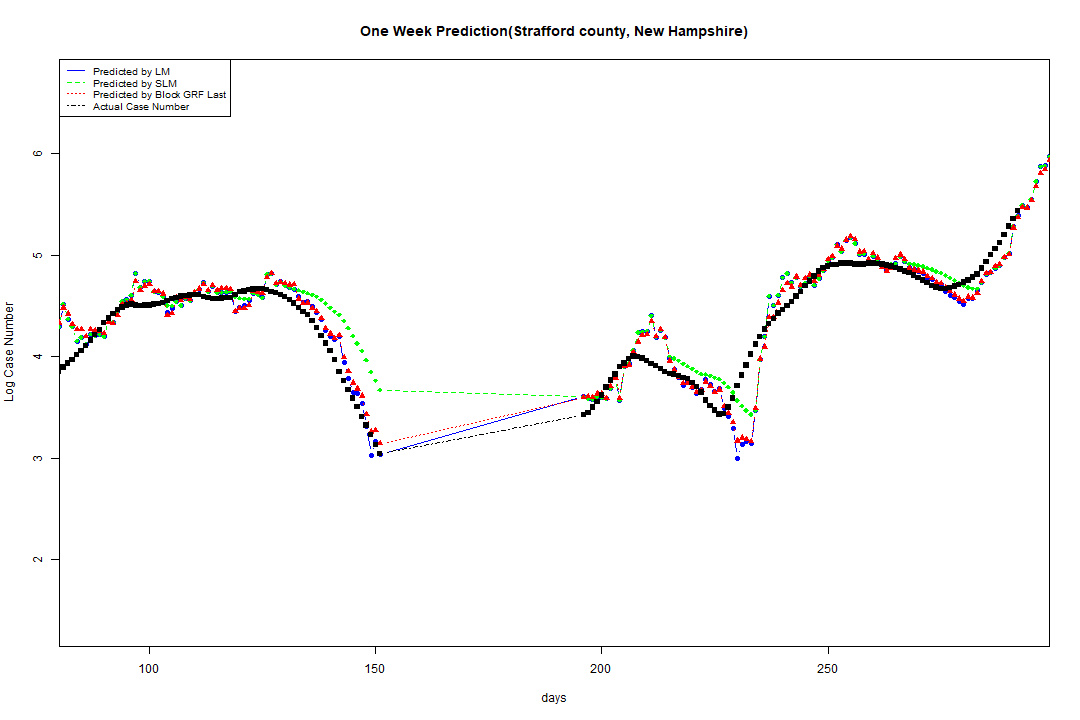 One Week Prediction(Strafford county, New Hampshire)
Predicted by LM
Predicted by SLM
Predicted by Block GRF Last
Actual Case Number
Log Case Number
6
5
4
3
2
100
150
200
250
days